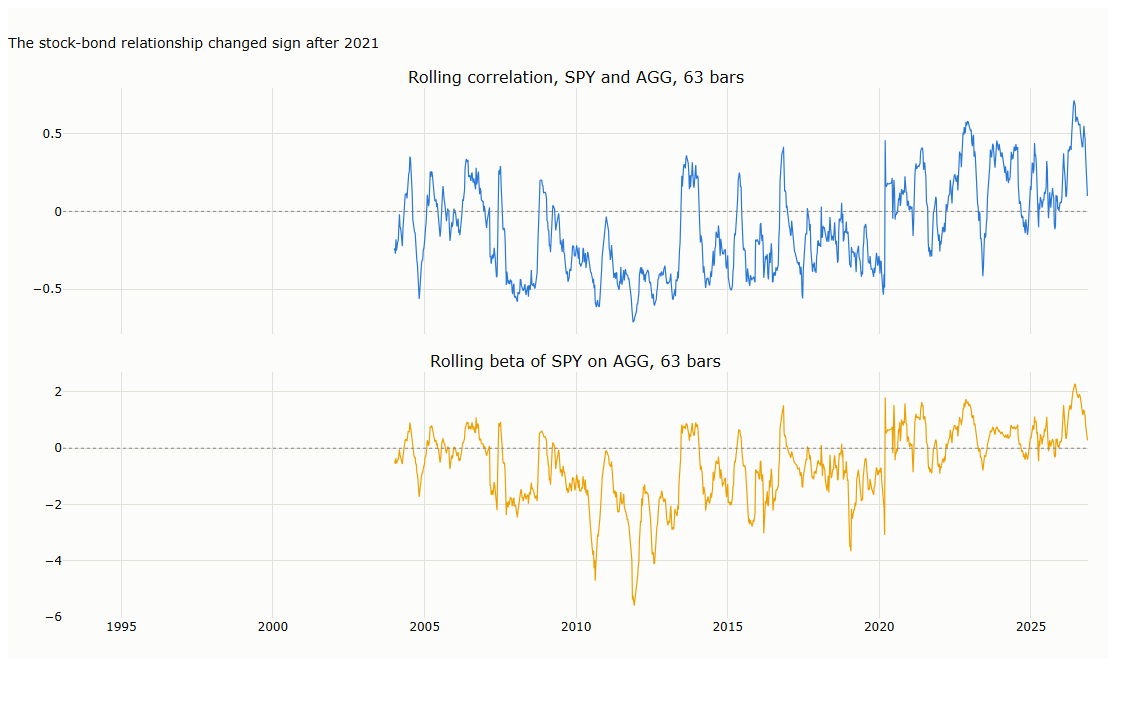 The stock-bond relationship changed sign after 2021
Rolling correlation, SPY and AGG, 63 bars
0.5
0
−0.5
Rolling beta of SPY on AGG, 63 bars
2
0
−2
−4
−6
1995 2000 2005 2010 2015 2020 2025